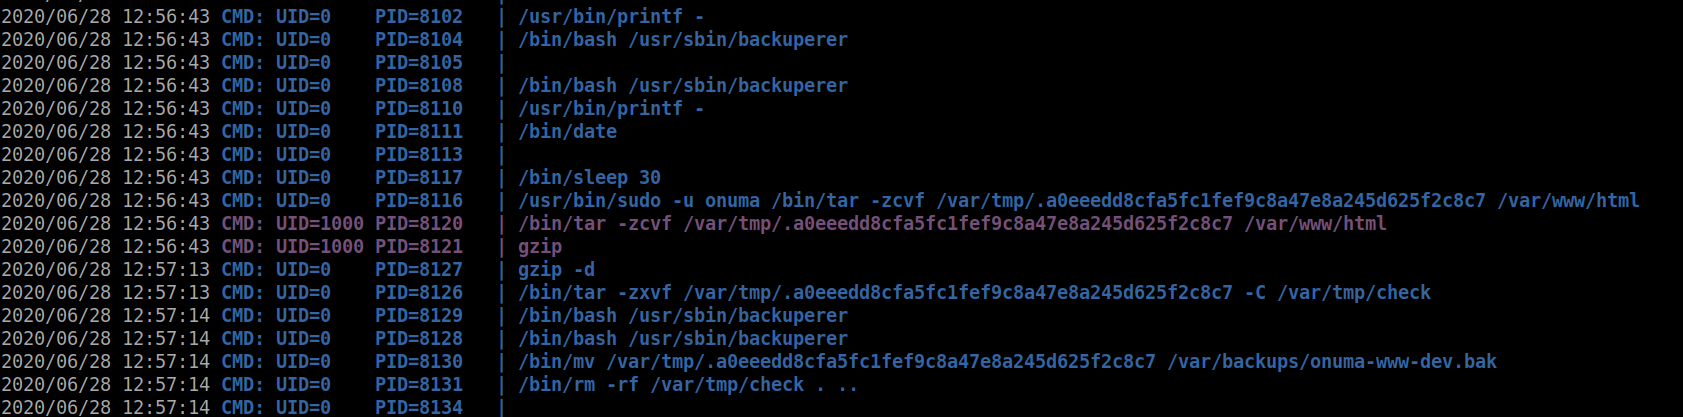 2020/06/28 12:56:43 CMD: UID=0    PID=8102   | /usr/bin/printf -
2020/06/28 12:56:43 CMD: UID=0    PID=8104   | /bin/bash /usr/sbin/backuperer
2020/06/28 12:56:43 CMD: UID=0    PID=8105   |
2020/06/28 12:56:43 CMD: UID=0    PID=8108   | /bin/bash /usr/sbin/backuperer
2020/06/28 12:56:43 CMD: UID=0    PID=8110   | /usr/bin/printf -
2020/06/28 12:56:43 CMD: UID=0    PID=8111   | /bin/date
2020/06/28 12:56:43 CMD: UID=0    PID=8113   |
2020/06/28 12:56:43 CMD: UID=0    PID=8117   | /bin/sleep 30
2020/06/28 12:56:43 CMD: UID=0    PID=8116   | /usr/bin/sudo -u onuma /bin/tar -zcvf /var/tmp/.a0eeedd8cfa5fc1fef9c8a47e8a245d625f2c8c7 /var/www/html
2020/06/28 12:56:43 CMD: UID=1000 PID=8120   | /bin/tar -zcvf /var/tmp/.a0eeedd8cfa5fc1fef9c8a47e8a245d625f2c8c7 /var/www/html
2020/06/28 12:56:43 CMD: UID=1000 PID=8121   | gzip
2020/06/28 12:57:13 CMD: UID=0    PID=8127   | gzip -d
2020/06/28 12:57:13 CMD: UID=0    PID=8126   | /bin/tar -zxvf /var/tmp/.a0eeedd8cfa5fc1fef9c8a47e8a245d625f2c8c7 -C /var/tmp/check
2020/06/28 12:57:14 CMD: UID=0    PID=8129   | /bin/bash /usr/sbin/backuperer
2020/06/28 12:57:14 CMD: UID=0    PID=8128   | /bin/bash /usr/sbin/backuperer
2020/06/28 12:57:14 CMD: UID=0    PID=8130   | /bin/mv /var/tmp/.a0eeedd8cfa5fc1fef9c8a47e8a245d625f2c8c7 /var/backups/onuma-www-dev.bak
2020/06/28 12:57:14 CMD: UID=0    PID=8131   | /bin/rm -rf /var/tmp/check . ..
2020/06/28 12:57:14 CMD: UID=0    PID=8134   |